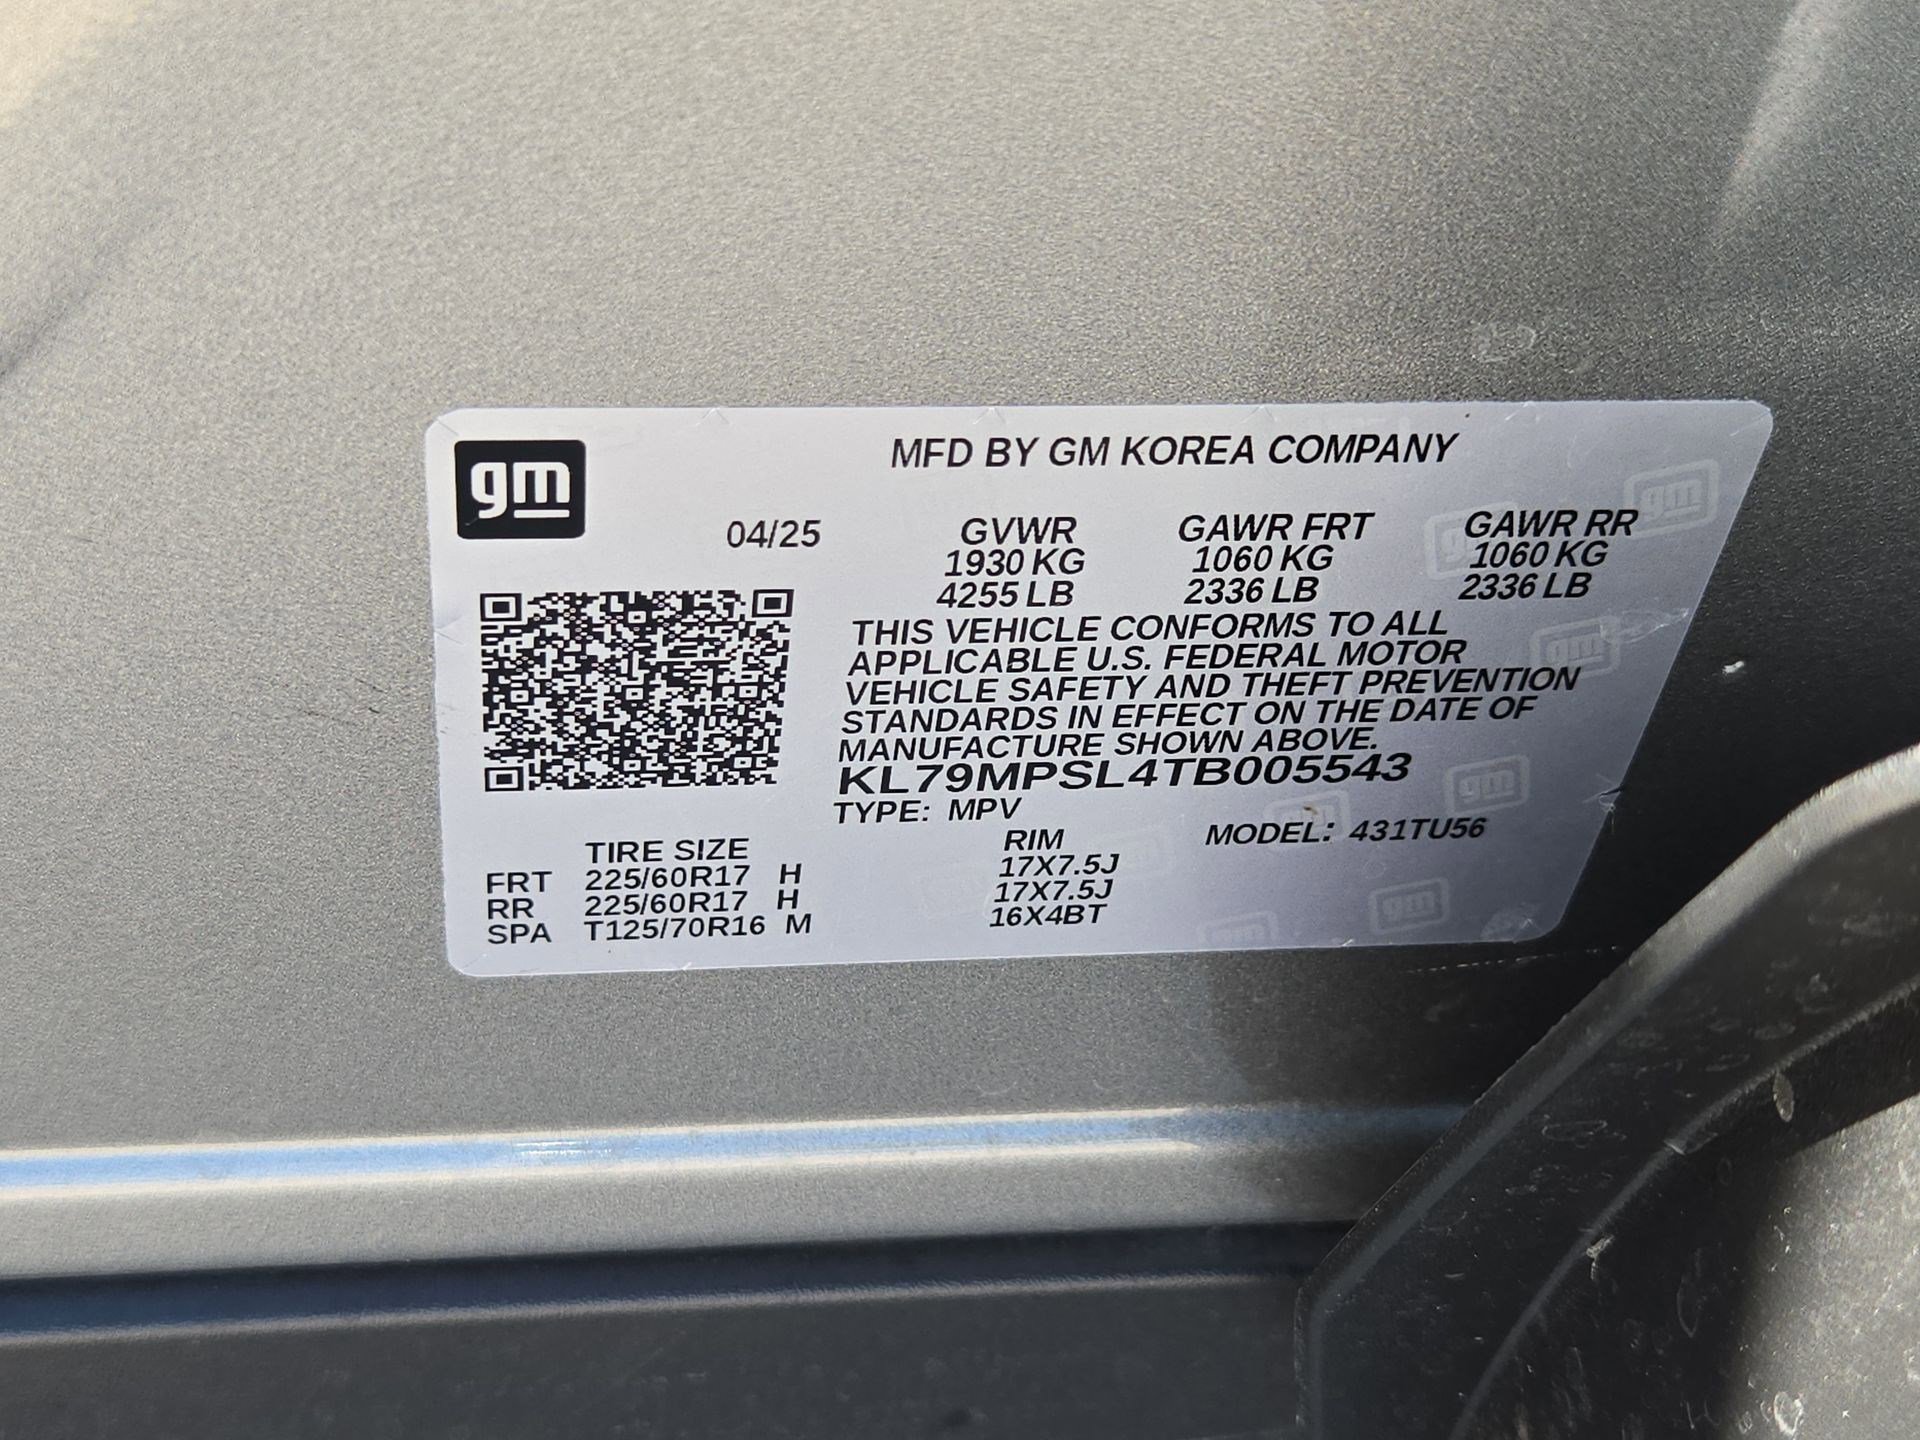 gm
MFD BY GM KOREA COMPANY
04/25 GVWR GAWR FRT GAWR RR
1930 KG 1060 KG 1060 KG
4255 LB 2336 LB 2336 LB
THIS VEHICLE CONFORMS TO ALL
APPLICABLE U.S. FEDERAL MOTOR
VEHICLE SAFETY AND THEFT PREVENTION
STANDARDS IN EFFECT ON THE DATE OF
MANUFACTURE SHOWN ABOVE.
KL79MPSL4TB005543
TYPE: MPV
TIRE SIZE RIM MODEL: 431TU56
FRT 225/60R17 H 17X7.5J
RR 225/60R17 H 17X7.5J
SPA T125/70R16 M 16X4BT